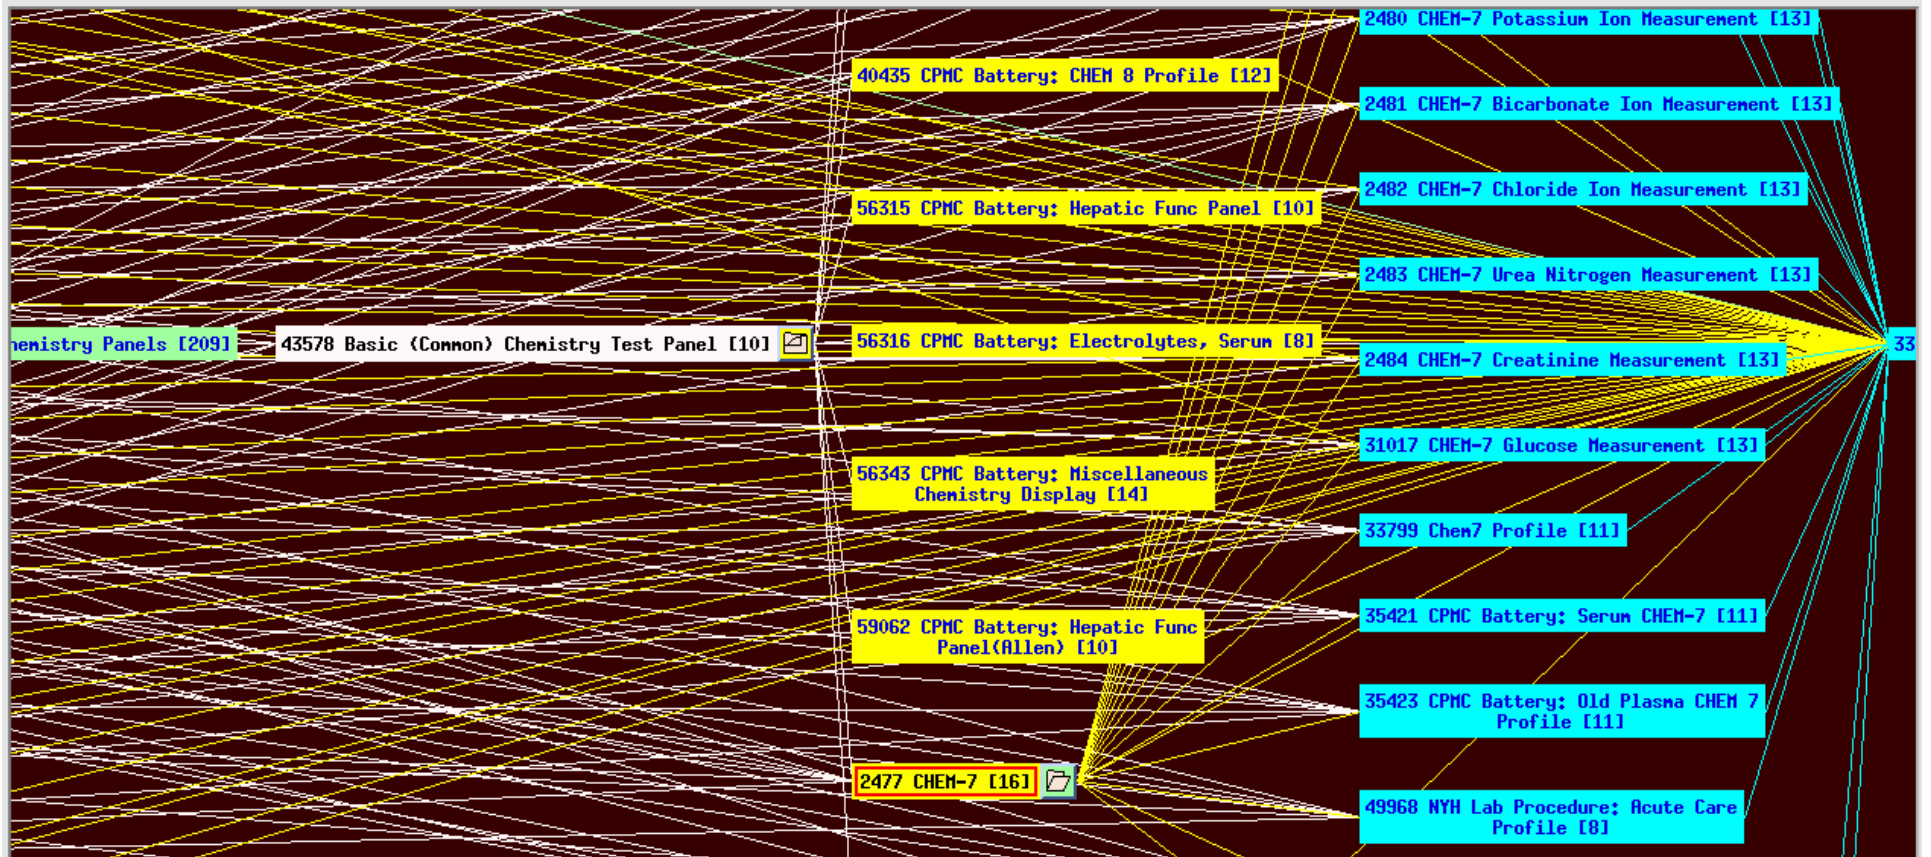 hemistry Panels [209]
43578 Basic (Common) Chemistry Test Panel [10]
40435 CPMC Battery: CHEM 8 Profile [12]
56315 CPMC Battery: Hepatic Func Panel [10]
56316 CPMC Battery: Electrolytes, Serum [8]
56343 CPMC Battery: Miscellaneous
Chemistry Display [14]
59062 CPMC Battery: Hepatic Func
Panel(Allen) [10]
2477 CHEM-7 [16]
2480 CHEM-7 Potassium Ion Measurement [13]
2481 CHEM-7 Bicarbonate Ion Measurement [13]
2482 CHEM-7 Chloride Ion Measurement [13]
2483 CHEM-7 Urea Nitrogen Measurement [13]
2484 CHEM-7 Creatinine Measurement [13]
31017 CHEM-7 Glucose Measurement [13]
33799 Chem7 Profile [11]
35421 CPMC Battery: Serum CHEM-7 [11]
35423 CPMC Battery: Old Plasma CHEM 7
Profile [11]
49968 NYH Lab Procedure: Acute Care
Profile [8]
33